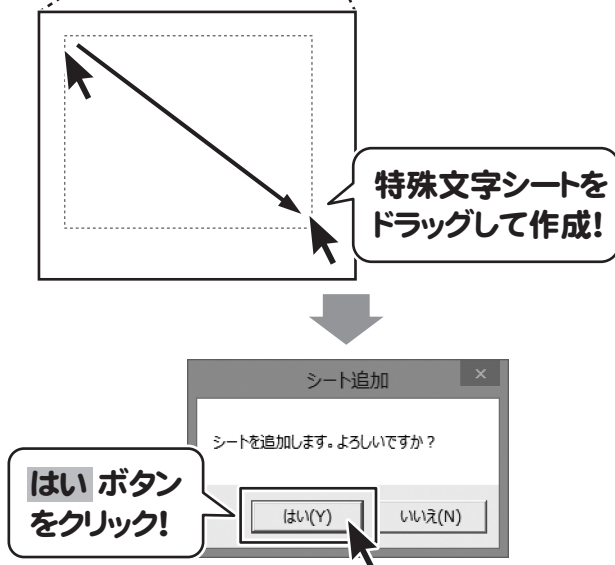 特殊文字シートを
ドラッグして作成!
シート追加
シートを追加します。よろしいですか?
はい ボタン
をクリック!
はい(Y)
いいえ(N)